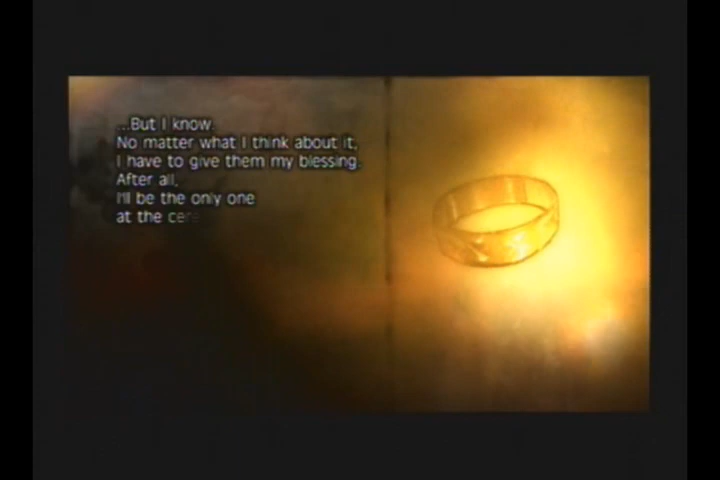 ...But I know.
No matter what I think about it,
I have to give them my blessing.
After all,
I'll be the only one
at the cere